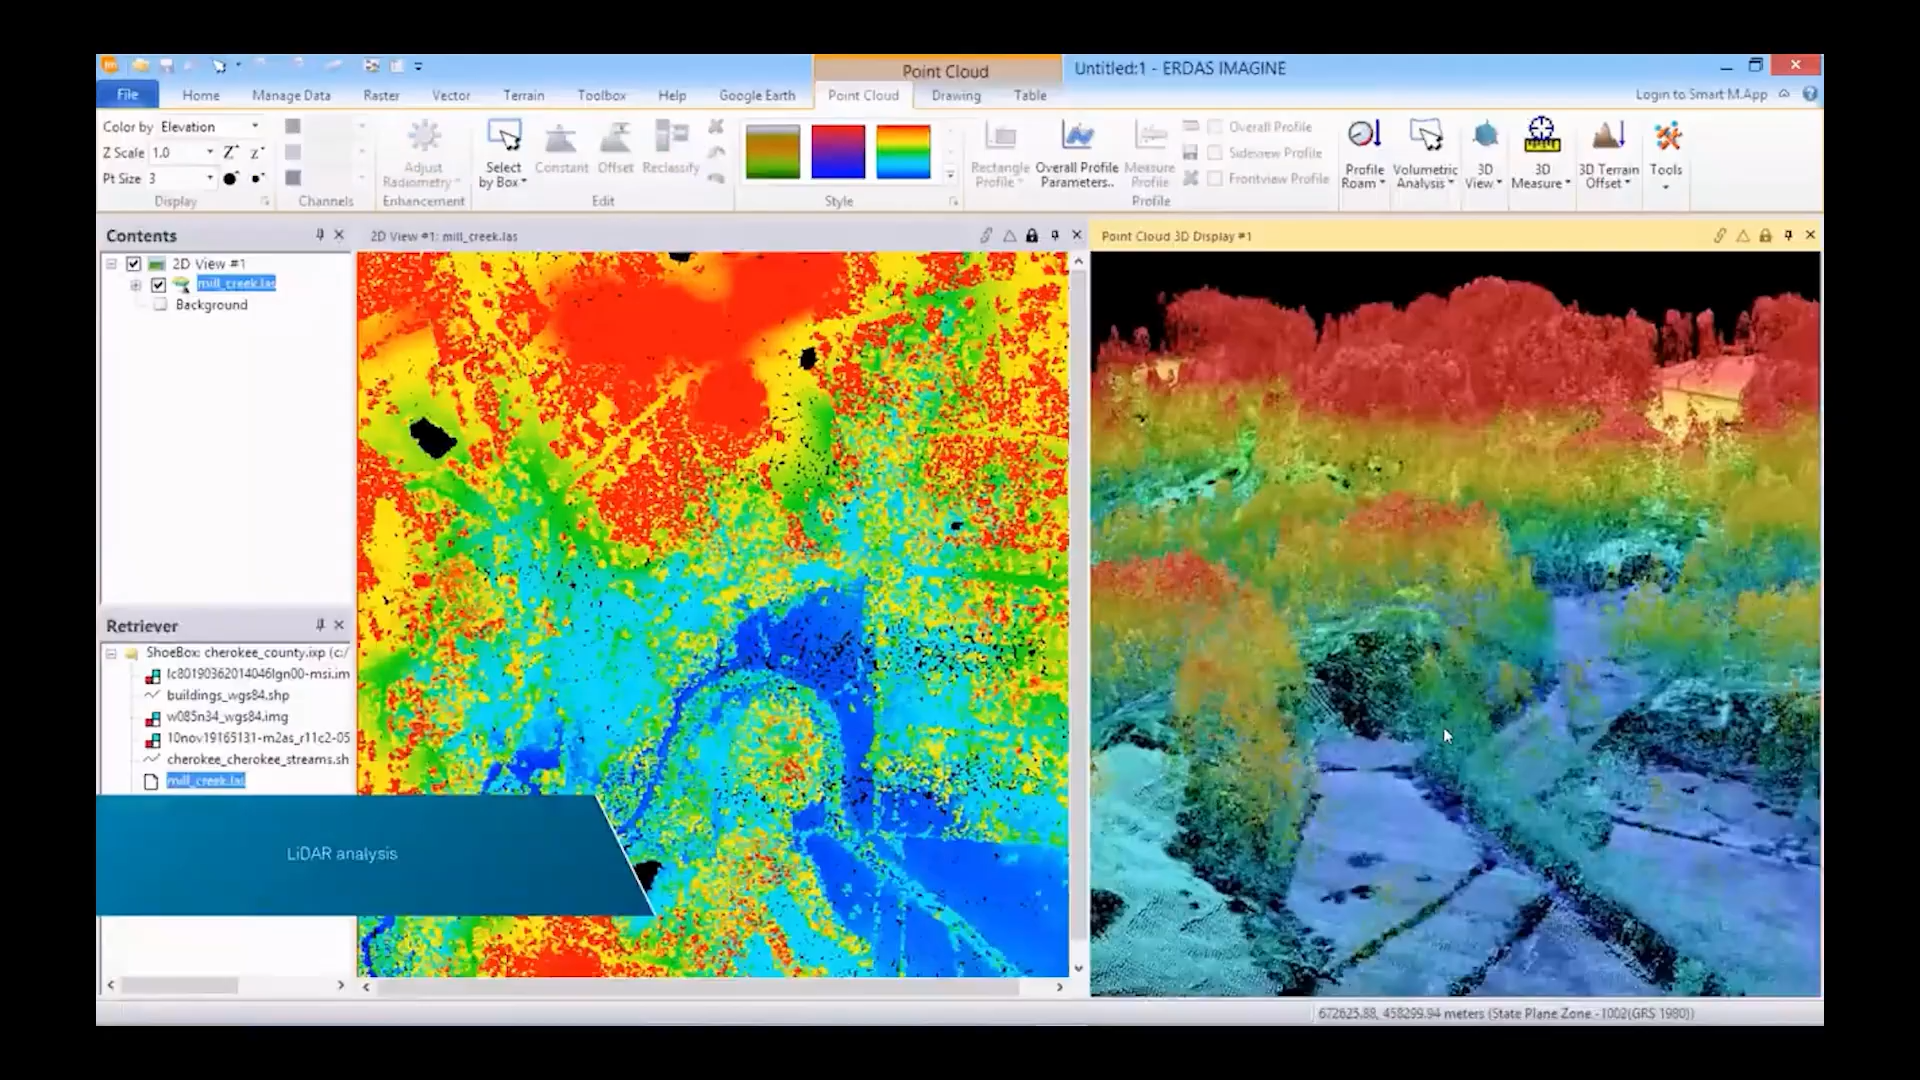 Point Cloud
Untitled:1 - ERDAS IMAGINE
File Home Manage Data Raster Vector Terrain Toolbox Help Google Earth Point Cloud Drawing Table
Login to Smart M.App
Color by Elevation
Z Scale 1.0
Pt Size 3
Display
Channels
Adjust
Radiometry
Enhancement
Select
by Box
Constant Offset Reclassify
Edit
Style
Rectangle
Profile
Overall Profile
Parameters..
Measure
Profile
Overall Profile
Sideview Profile
Frontview Profile
Profile
Profile
Roam
Volumetric
Analysis
3D
View
3D
Measure
3D Terrain
Offset
Tools
Contents
2D View #1
mill_creek.las
Background
2D View #1: mill_creek.las
Point Cloud 3D Display #1
Retriever
ShoeBox: cherokee_county.ixp (c:/
lc80190362014046lgn00-msi.im
buildings_wgs84.shp
w085n34_wgs84.img
10nov19165131-m2as_r11c2-05
cherokee_cherokee_streams.sh
mill_creek.las
LiDAR analysis
672625.88, 458299.94 meters (State Plane Zone -1002(GRS 1980))